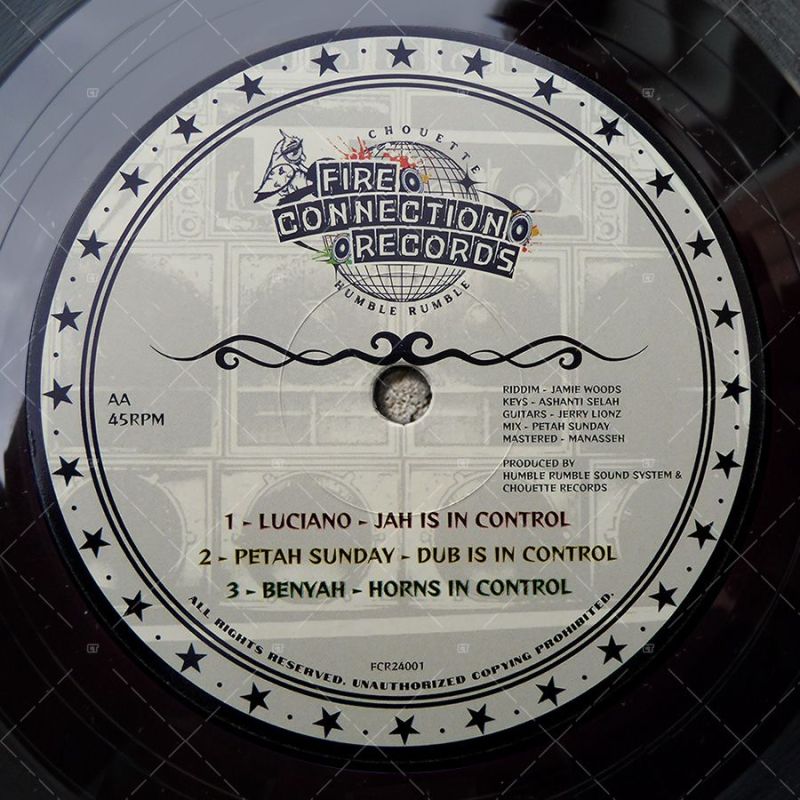 CHOUETTE
FIRE
CONNECTION
RECORDS
HUMBLE RUMBLE
AA
45RPM
RIDDIM - JAMIE WOODS
KEYS - ASHANTI SELAH
GUITARS - JERRY LIONZ
MIX - PETAH SUNDAY
MASTERED - MANASSEH
PRODUCED BY
HUMBLE RUMBLE SOUND SYSTEM &
CHOUETTE RECORDS
1 - LUCIANO - JAH IS IN CONTROL
2 - PETAH SUNDAY - DUB IS IN CONTROL
3 - BENYAH - HORNS IN CONTROL
FCR24001
ALL RIGHTS RESERVED. UNAUTHORIZED COPYING PROHIBITED.